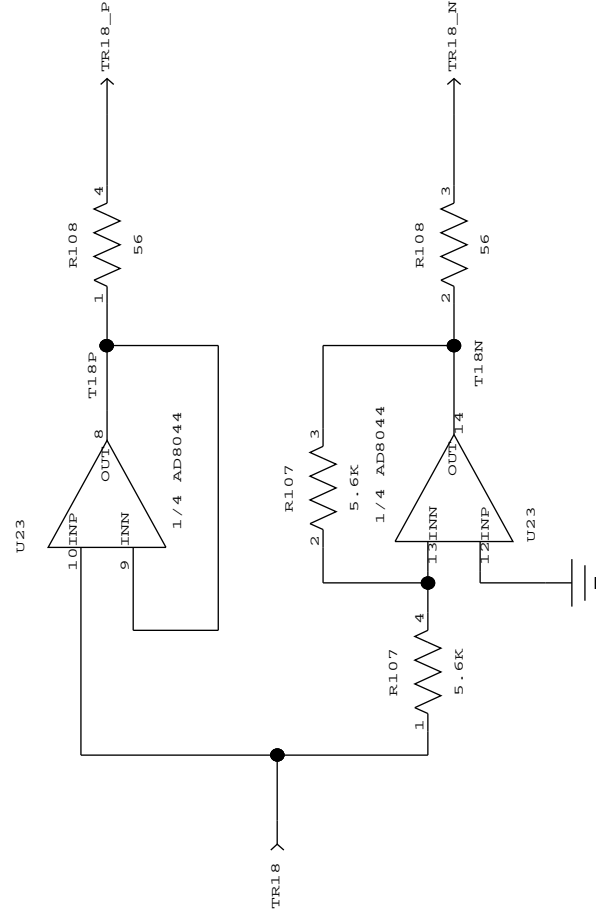 TR18_P
TR18_N
4
R108
56
1
3
R108
56
2
T18P
T18N
8
OUT
1/4 AD8044
U23
10
INP
INN
9
3
R107
5.6K
2
1/4 AD8044
14
OUT
U23
13
INN
12
INP
4
R107
5.6K
1
TR18